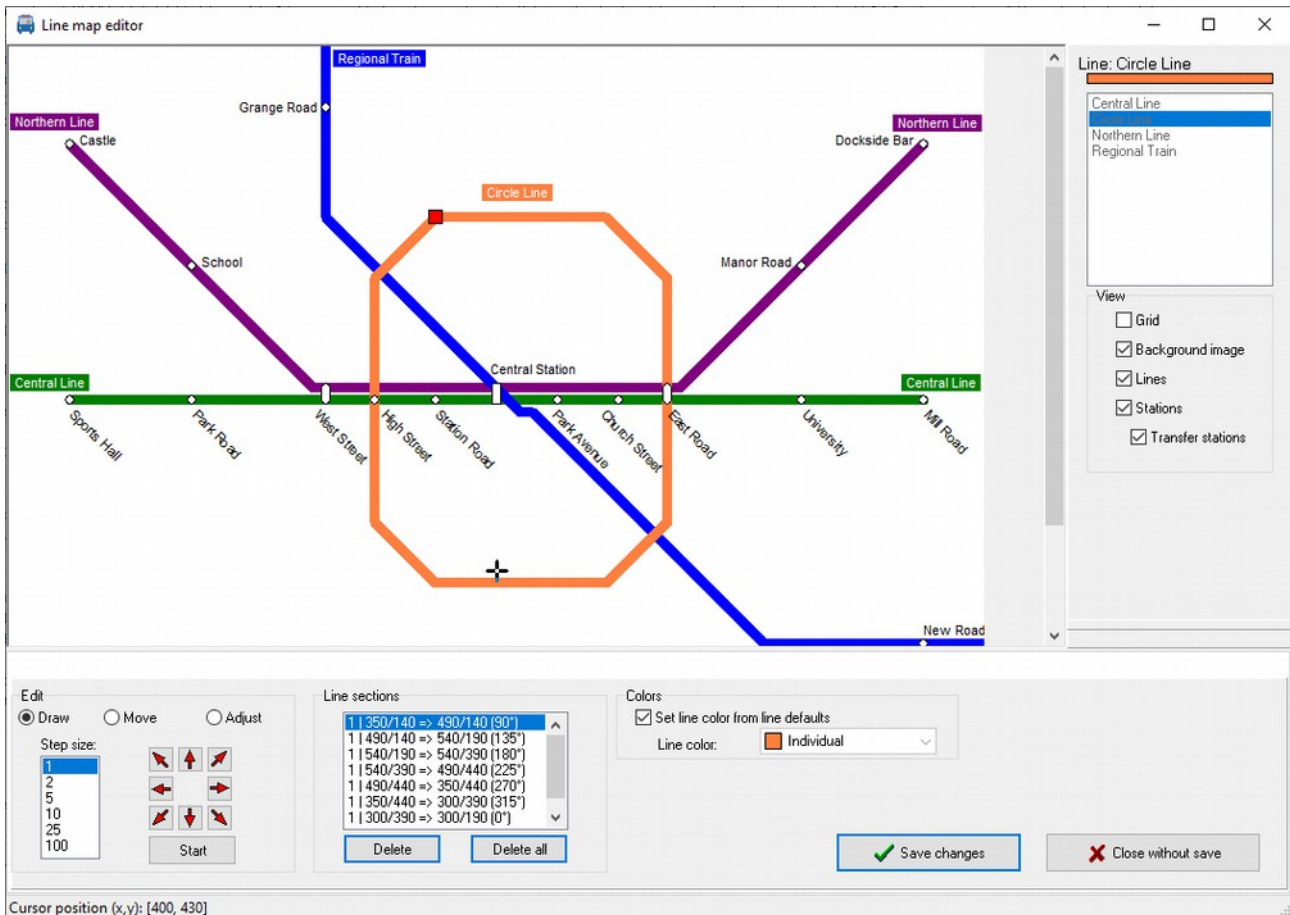 Line map editor
Regional Train
Line: Circle Line
Grange Road
Central Line
Circle Line
Northern Line
Regional Train
Northern Line
Northern Line
Castle
Dockside Bar
Circle Line
School
Manor Road
View
Grid
Background image
Lines
Stations
Transfer stations
Central Station
Central Line
Central Line
Sports Hall
Park Road
West Street
High Street
Station Road
Park Avenue
Church Street
East Road
University
Mill Road
New Road
Edit
Draw
Move
Adjust
Step size:
1
2
5
10
25
100
Start
Line sections
1 | 350/140 => 490/140 (90°)
1 | 490/140 => 540/190 (135°)
1 | 540/190 => 540/390 (180°)
1 | 540/390 => 490/440 (225°)
1 | 490/440 => 350/440 (270°)
1 | 350/440 => 300/390 (315°)
1 | 300/390 => 300/190 (0°)
Delete
Delete all
Colors
Set line color from line defaults
Line color:
Individual
Save changes
Close without save
Cursor position (x,y): [400, 430]